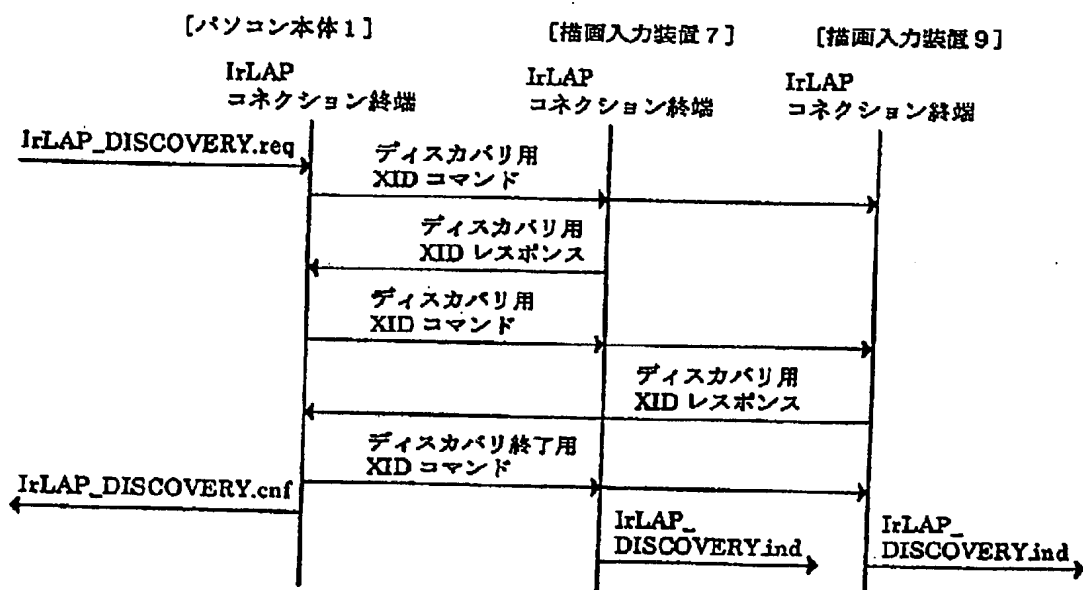 [パソコン本体1]
[描画入力装置7]
[描画入力装置9]
IrLAP
コネクション終端
IrLAP
コネクション終端
IrLAP
コネクション終端
IrLAP_DISCOVERY.req
ディスカバリ用
XID コマンド
ディスカバリ用
XID レスポンス
ディスカバリ用
XID コマンド
ディスカバリ用
XID レスポンス
ディスカバリ終了用
XID コマンド
IrLAP_DISCOVERY.cnf
IrLAP_
DISCOVERY.ind
IrLAP_
DISCOVERY.ind